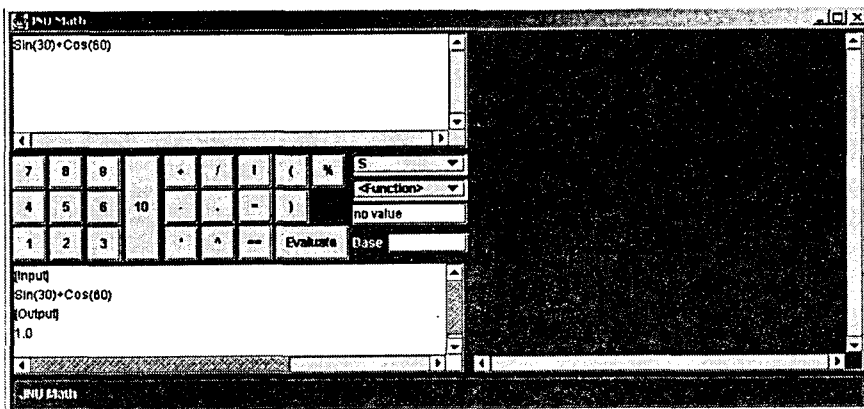 JNU Math
Sin(30)+Cos(60)
7 8 9 + / ! ( % S
<Function>
4 5 6 10 - . = ) no value
1 2 3 * ^ == Evaluate Base
[Input]
Sin(30)+Cos(60)
[Output]
1.0
JNU Math